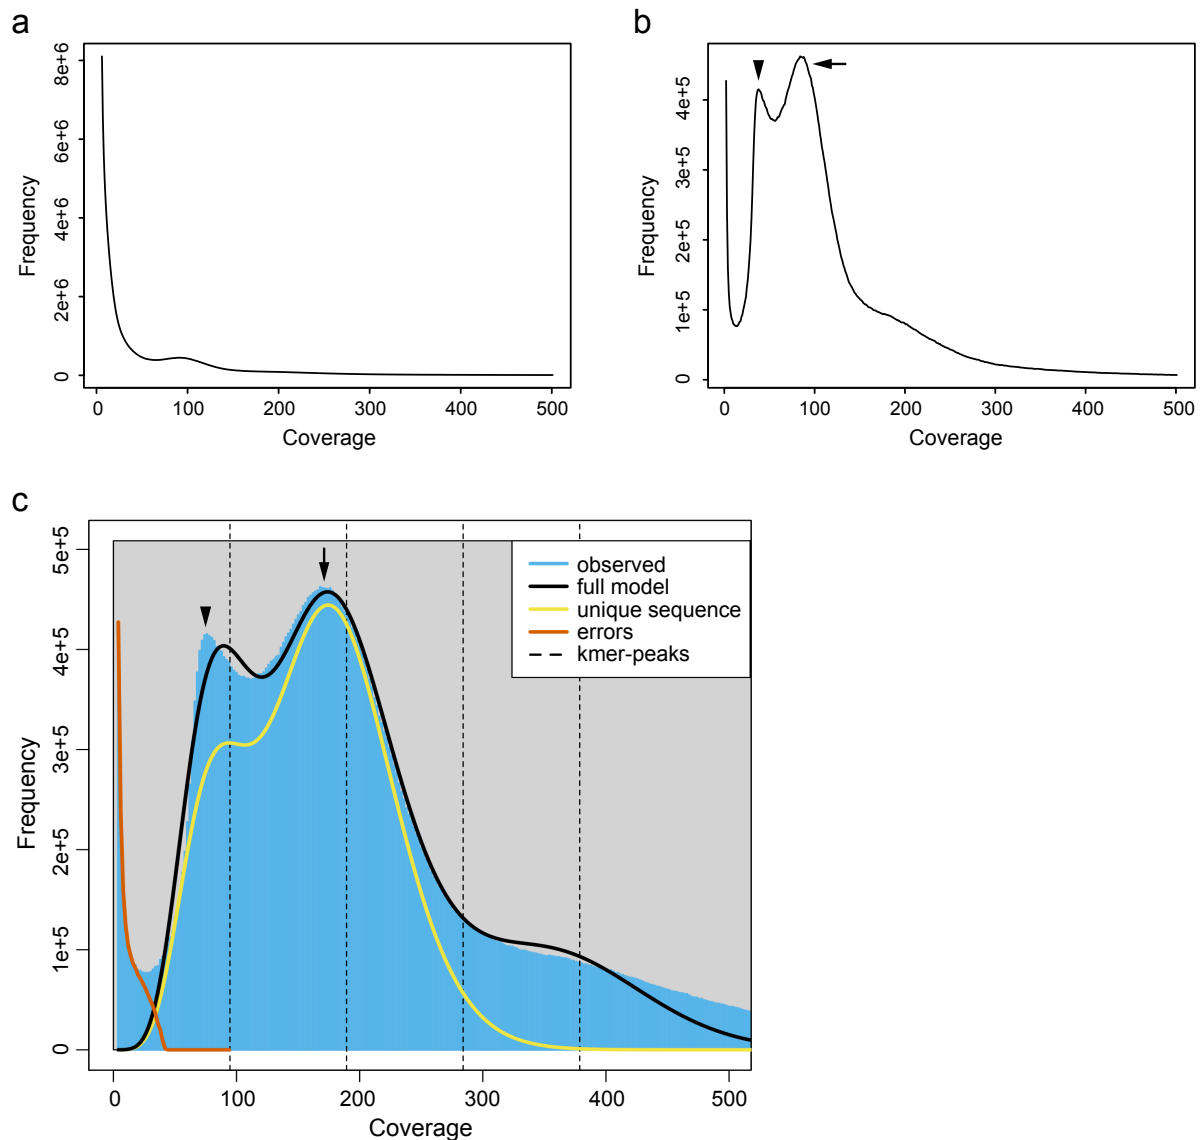 a
8e+6
6e+6
4e+6
2e+6
0
Frequency
0 100 200 300 400 500
Coverage
b
4e+5
3e+5
2e+5
1e+5
0
Frequency
0 100 200 300 400 500
Coverage
c
5e+5
4e+5
3e+5
2e+5
1e+5
0
Frequency
observed
full model
unique sequence
errors
kmer-peaks
0 100 200 300 400 500
Coverage